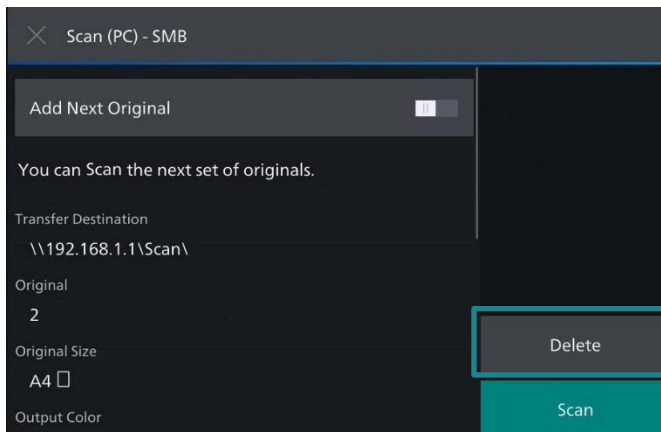 Scan (PC) - SMB
Add Next Original
You can Scan the next set of originals.
Transfer Destination
\\192.168.1.1\Scan\
Original
2
Original Size
A4
Output Color
Delete
Scan